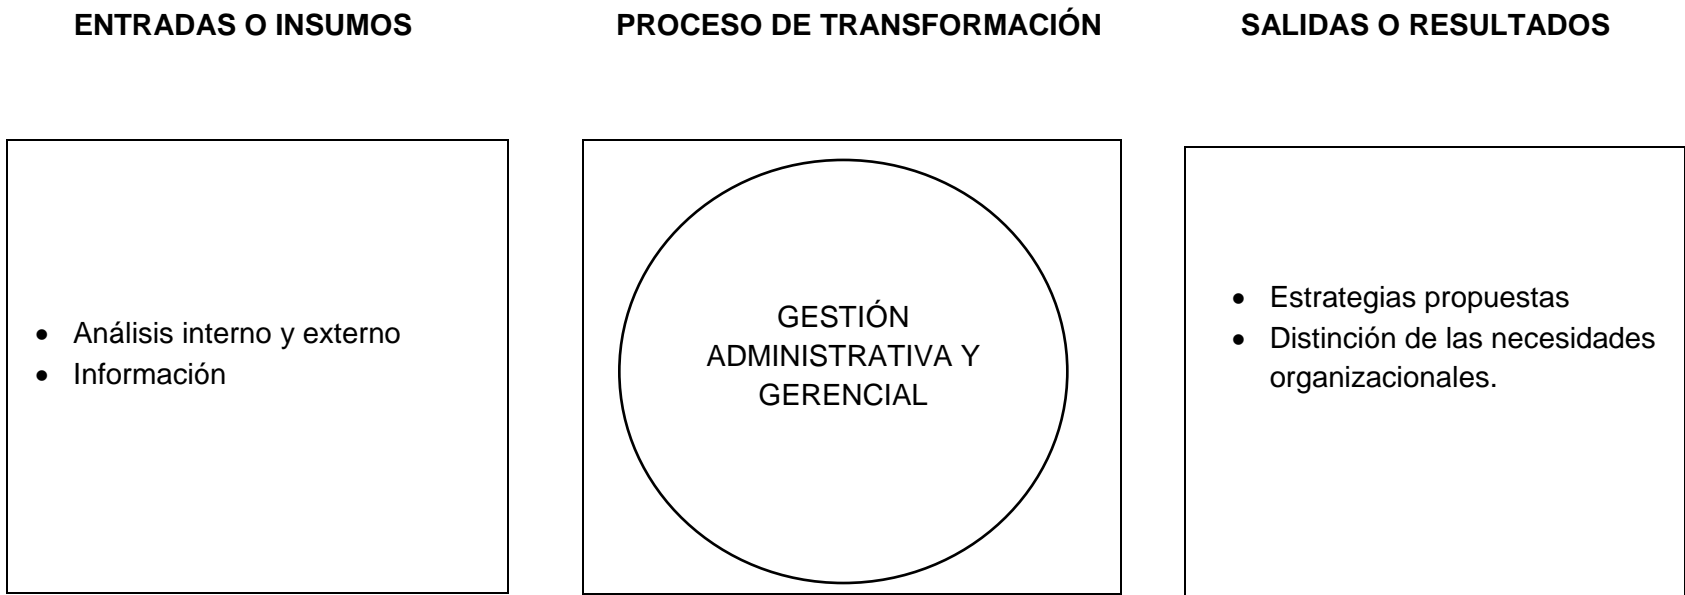 ENTRADAS O INSUMOS
PROCESO DE TRANSFORMACIÓN
SALIDAS O RESULTADOS
• Análisis interno y externo
• Información
GESTIÓN
ADMINISTRATIVA Y
GERENCIAL
• Estrategias propuestas
• Distinción de las necesidades
organizacionales.